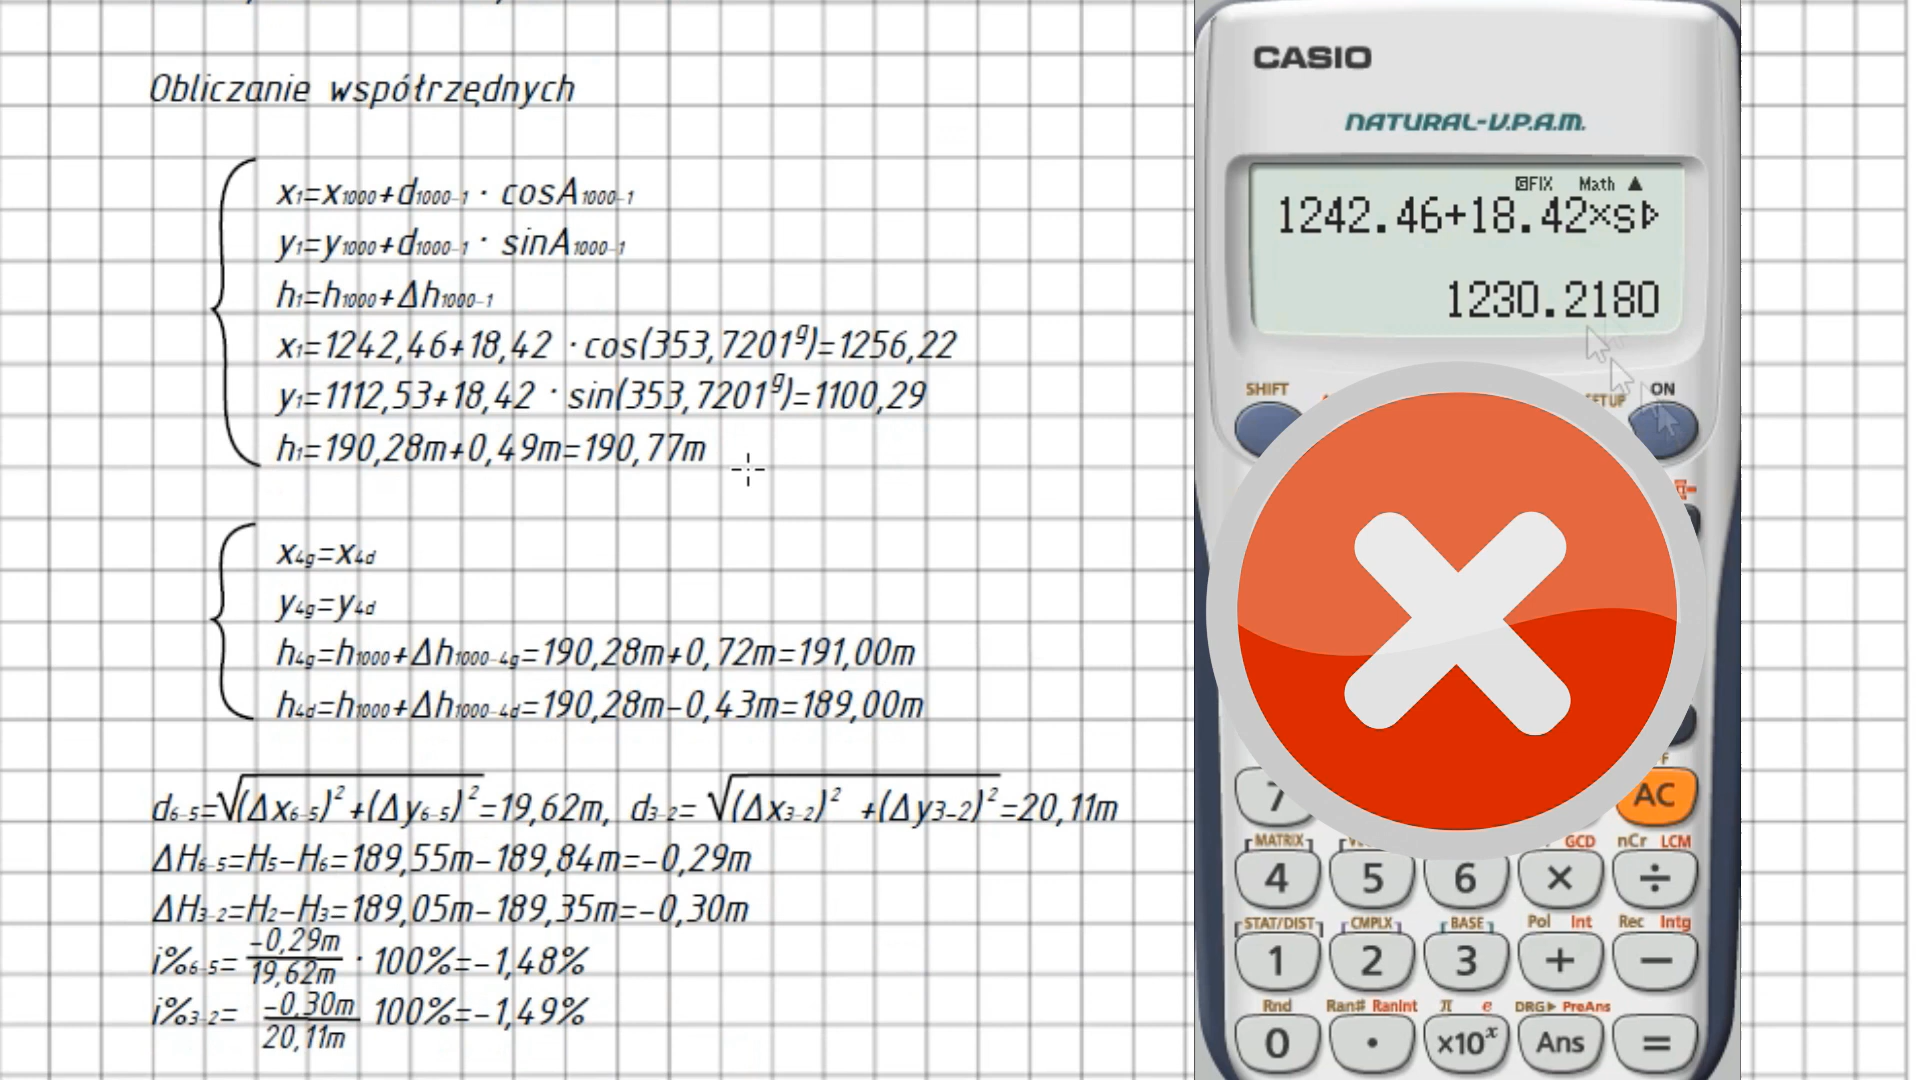 Obliczanie współrzędnych
x1=x1000+d1000-1 · cosA1000-1
y1=y1000+d1000-1 · sinA1000-1
h1=h1000+Δh1000-1
x1=1242,46+18,42 ·cos(353,7201g)=1256,22
y1=1112,53+18,42 · sin(353,7201g)=1100,29
h1=190,28m+0,49m=190,77m
x4g=x4d
y4g=y4d
h4g=h1000+Δh1000-4g=190,28m+0,72m=191,00m
h4d=h1000+Δh1000-4d=190,28m-0,43m=189,00m
d6-5=√(Δx6-5)²+(Δy6-5)²=19,62m, d3-2= √(Δx3-2)² +(Δy3-2)²=20,11m
ΔH6-5=H5-H6=189,55m-189,84m=-0,29m
ΔH3-2=H2-H3=189,05m-189,35m=-0,30m
i%6-5= -0,29m/19,62m · 100%=-1,48%
i%3-2= -0,30m/20,11m 100%=-1,49%
CASIO
NATURAL-V.P.A.M.
FIX Math ▲
1242.46+18.42×s
1230.2180
SHIFT ON
7 AC
MATRIX GCD nCr LCM
4 5 6 × ÷
STAT/DIST CMPLX BASE Pol Int Rec Intg
1 2 3 + −
Rnd Ran# RanInt π e DRG▶ PreAns
0 · ×10x Ans =